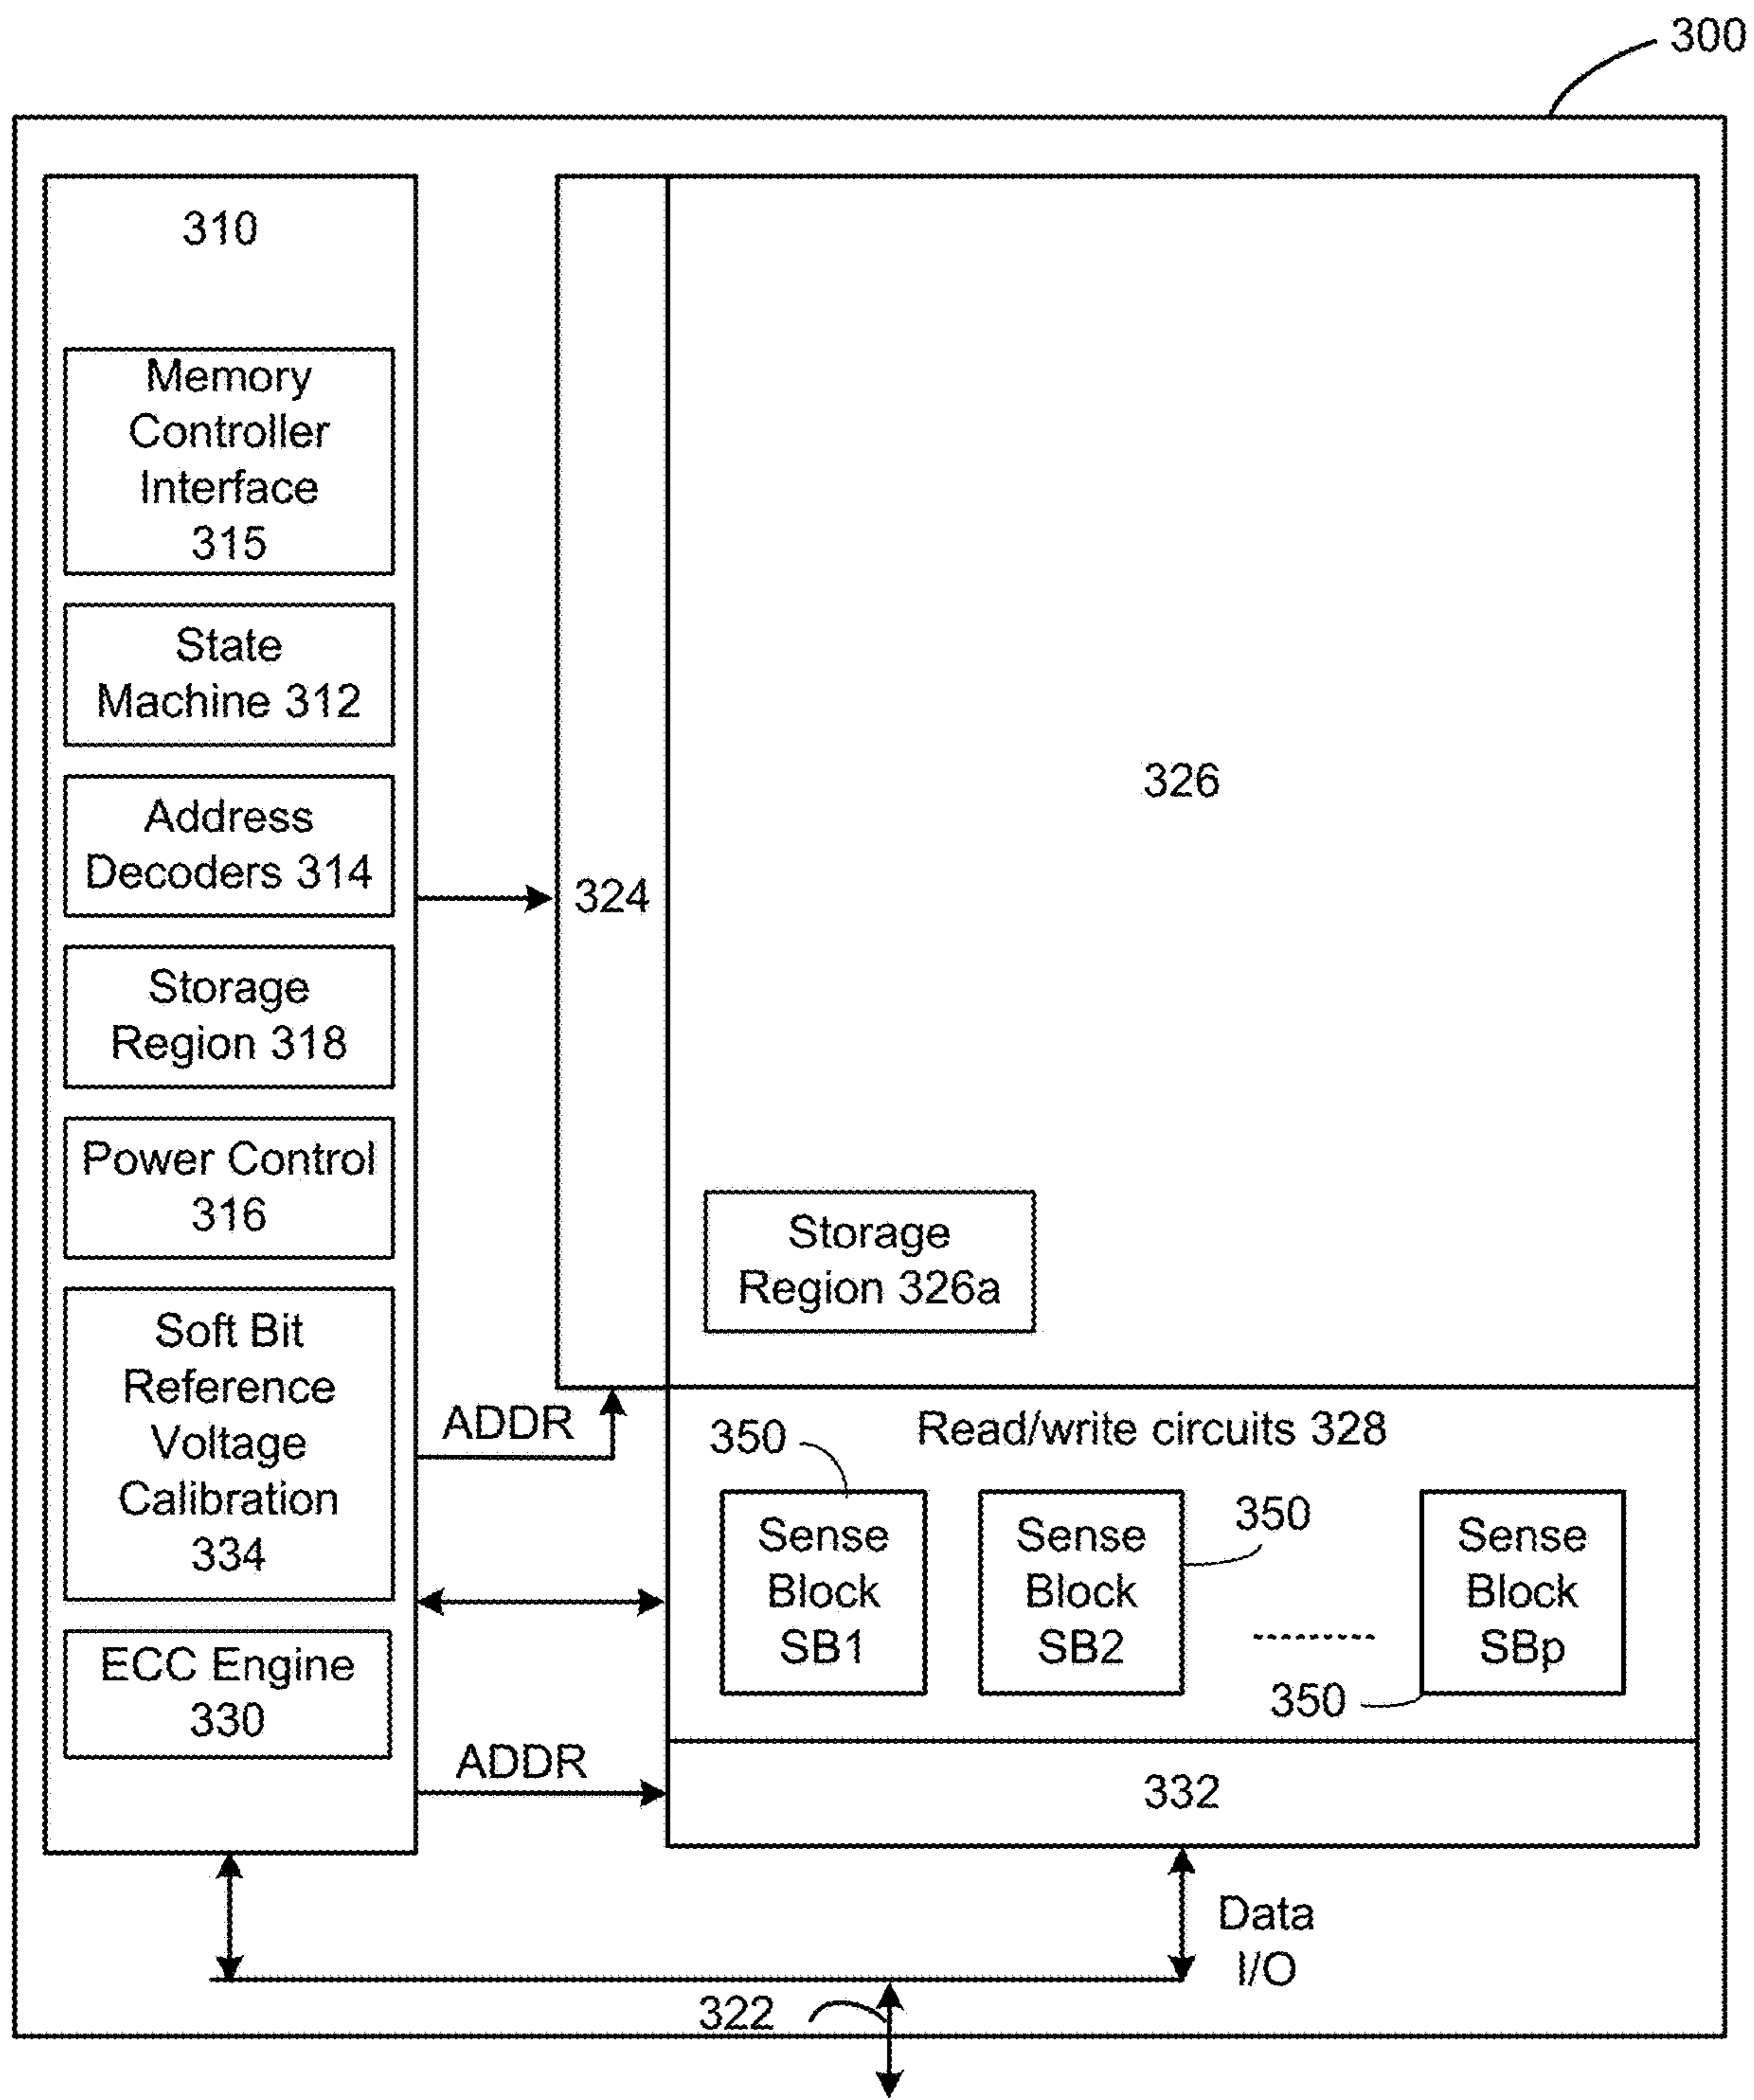 300
310
Memory
Controller
Interface
315
State
Machine 312
Address
Decoders 314
Storage
Region 318
Power Control
316
Soft Bit
Reference
Voltage
Calibration
334
ECC Engine
330
324
326
Storage
Region 326a
ADDR
Read/write circuits 328
350
Sense
Block
SB1
350
Sense
Block
SB2
350
Sense
Block
SBp
ADDR
332
Data
I/O
322